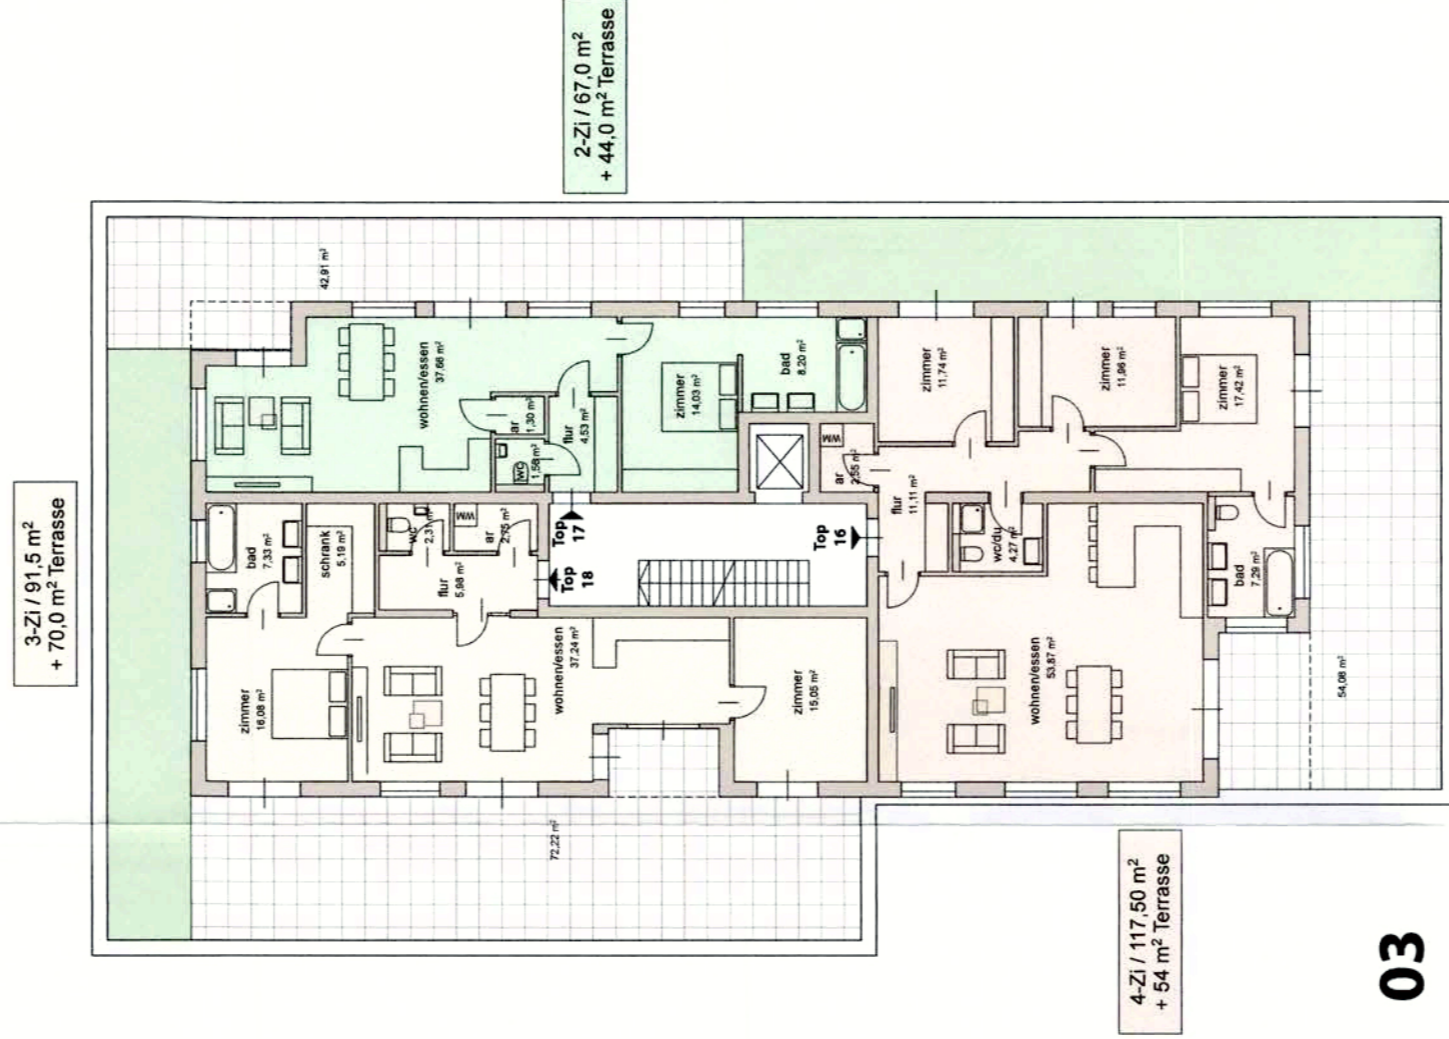 2-Zi / 67,0 m²
+ 44,0 m² Terrasse
3-Zi / 91,5 m²
+ 70,0 m² Terrasse
4-Zi / 117,50 m²
+ 54 m² Terrasse
42,91 m²
wohnen/essen
37,66 m²
ar
1,30 m²
WC
1,56 m²
flur
4,53 m²
zimmer
14,03 m²
bad
8,20 m²
Top
17
bad
7,33 m²
schrank
5,19 m²
wc
2,31 m²
WM
ar
flur
5,98 m²
Top
18
zimmer
16,08 m²
wohnen/essen
37,24 m²
zimmer
15,05 m²
72,22 m²
Top
16
WM
ar
2,55 m²
zimmer
11,74 m²
zimmer
11,96 m²
zimmer
17,42 m²
flur
11,11 m²
wc/du
4,27 m²
bad
7,29 m²
wohnen/essen
53,87 m²
54,08 m²
03